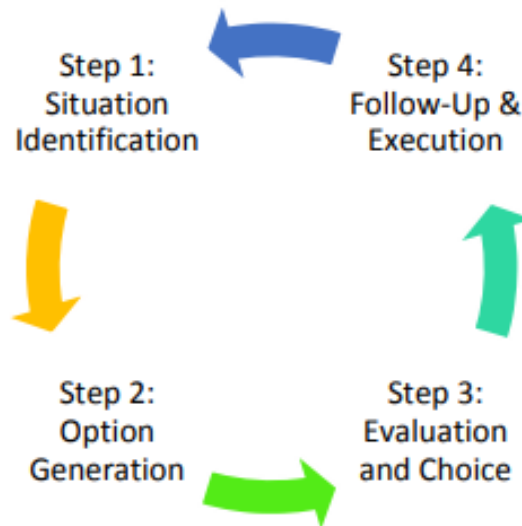 Step 1:
Situation
Identification
Step 2:
Option
Generation
Step 3:
Evaluation
and Choice
Step 4:
Follow-Up &
Execution